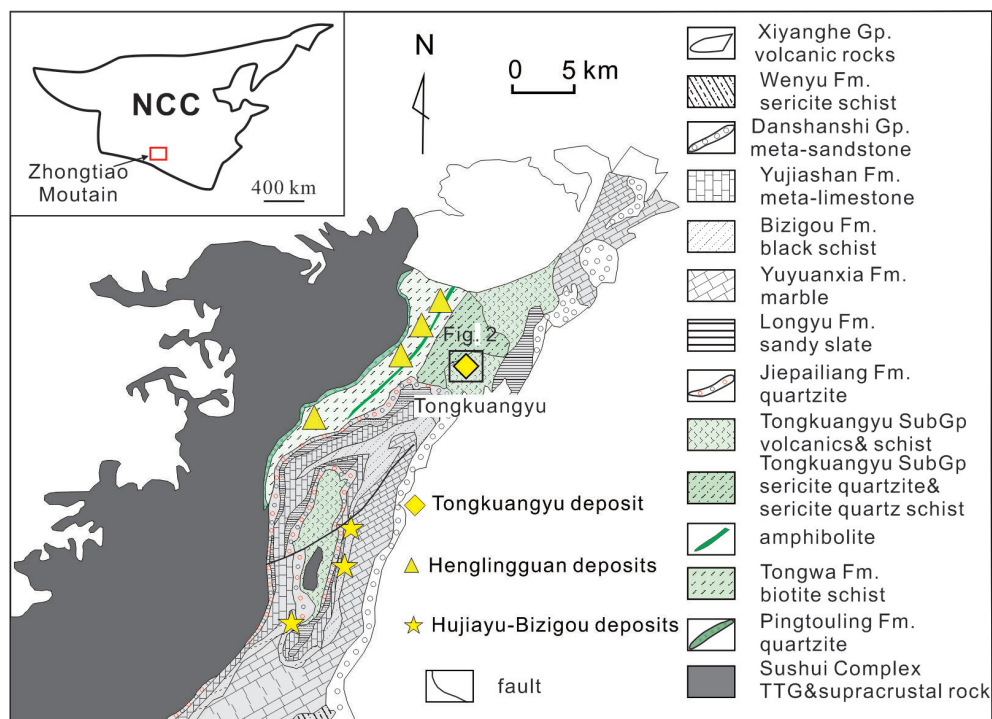 NCC
Zhongtiao
Moutain
400 km
N
0 5 km
Fig. 2
Tongkuangyu
Tongkuangyu deposit
Henglingguan deposits
Hujiayu-Bizigou deposits
fault
Xiyanghe Gp.
volcanic rocks
Wenyu Fm.
sericite schist
Danshanshi Gp.
meta-sandstone
Yujiashan Fm.
meta-limestone
Bizigou Fm.
black schist
Yuyuanxia Fm.
marble
Longyu Fm.
sandy slate
Jiepailiang Fm.
quartzite
Tongkuangyu SubGp
volcanics& schist
Tongkuangyu SubGp
sericite quartzite&
sericite quartz schist
amphibolite
Tongwa Fm.
biotite schist
Pingtouling Fm.
quartzite
Sushui Complex
TTG&supracrustal rock